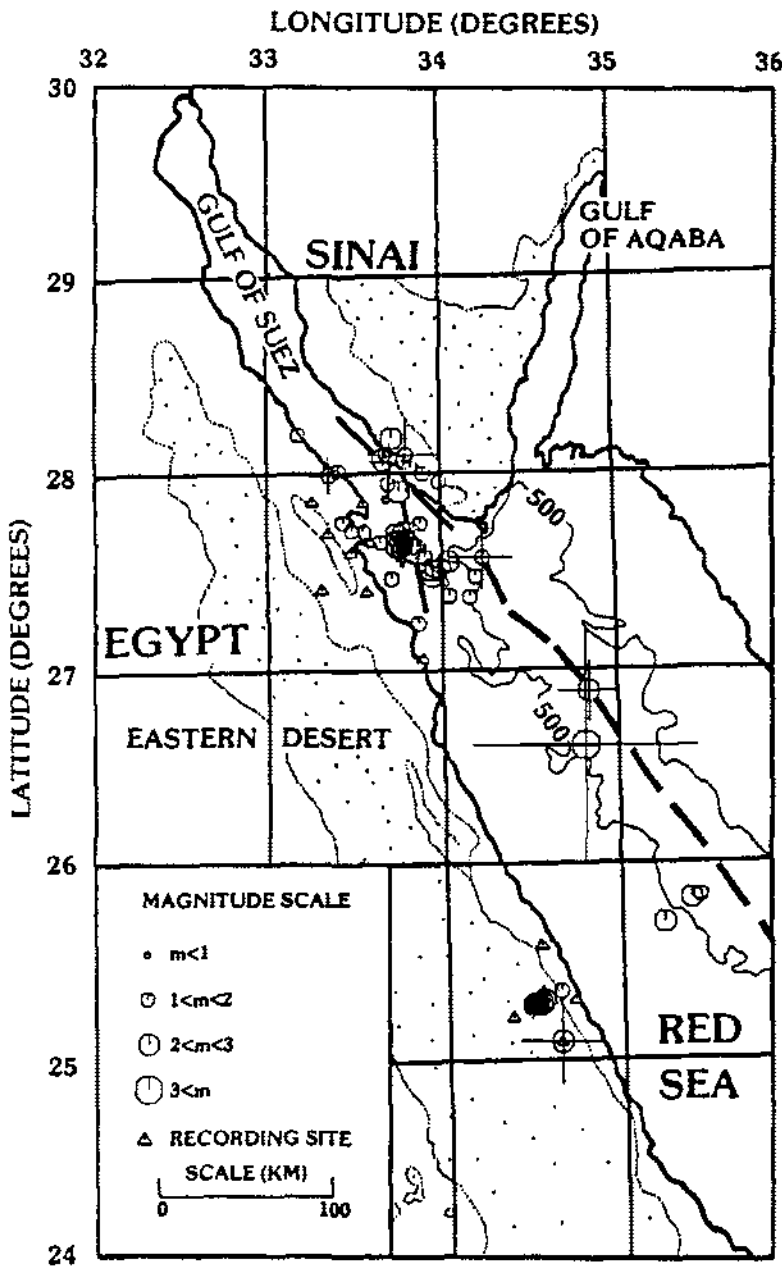 LONGITUDE (DEGREES)
32 33 34 35 36
30
GULF OF SUEZ
SINAI
GULF
OF AQABA
29
28
500
LATITUDE (DEGREES)
EGYPT
27
EASTERN DESERT
500
26
MAGNITUDE SCALE
m<1
1<m<2
2<m<3
3<m
RECORDING SITE
SCALE (KM)
0 100
RED
SEA
25
24